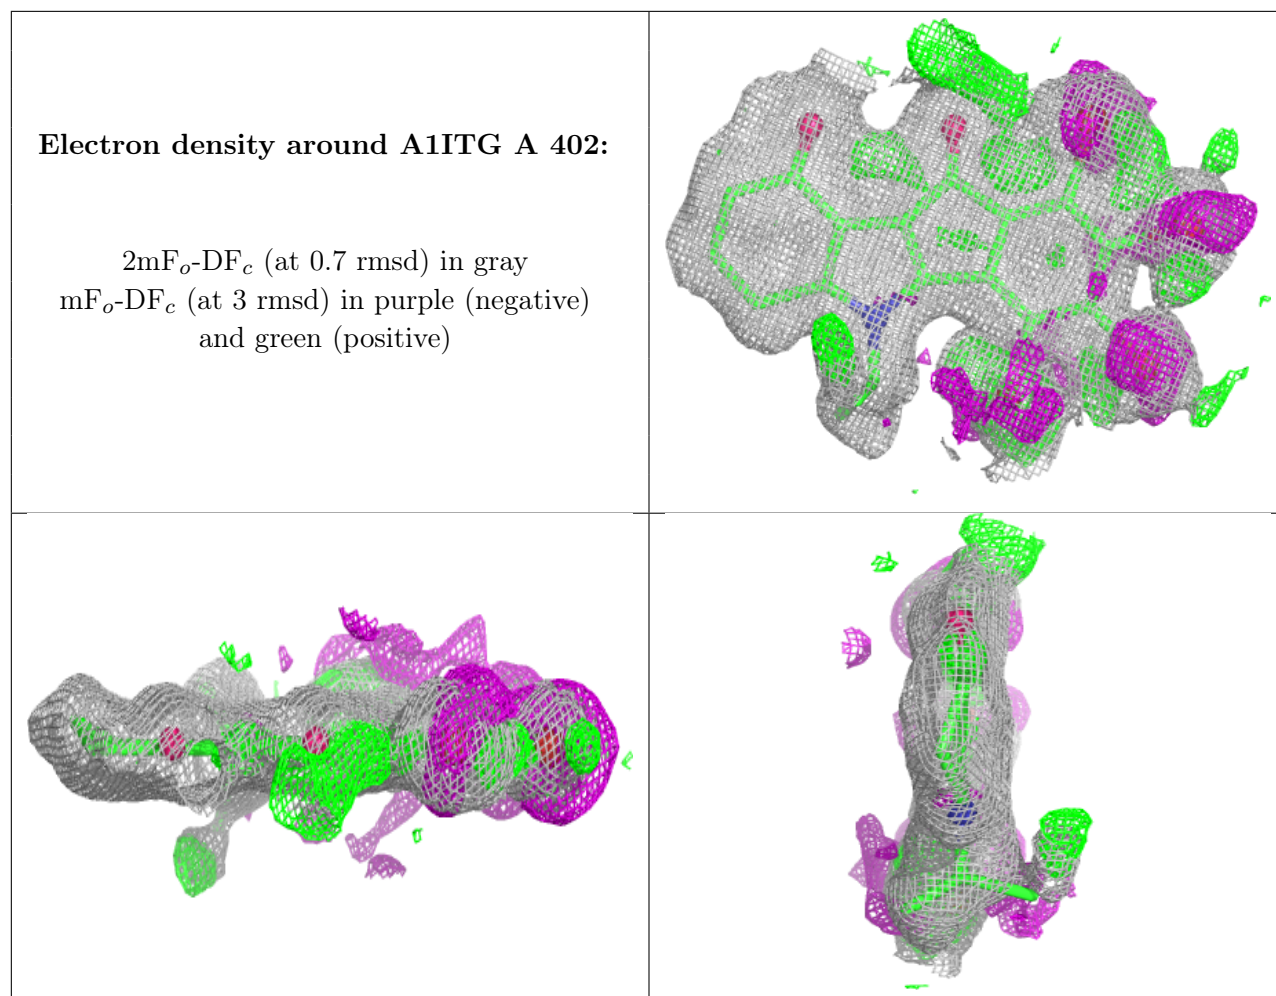 Electron density around A1ITG A 402:
2mFo-DFc (at 0.7 rmsd) in gray
mFo-DFc (at 3 rmsd) in purple (negative)
and green (positive)